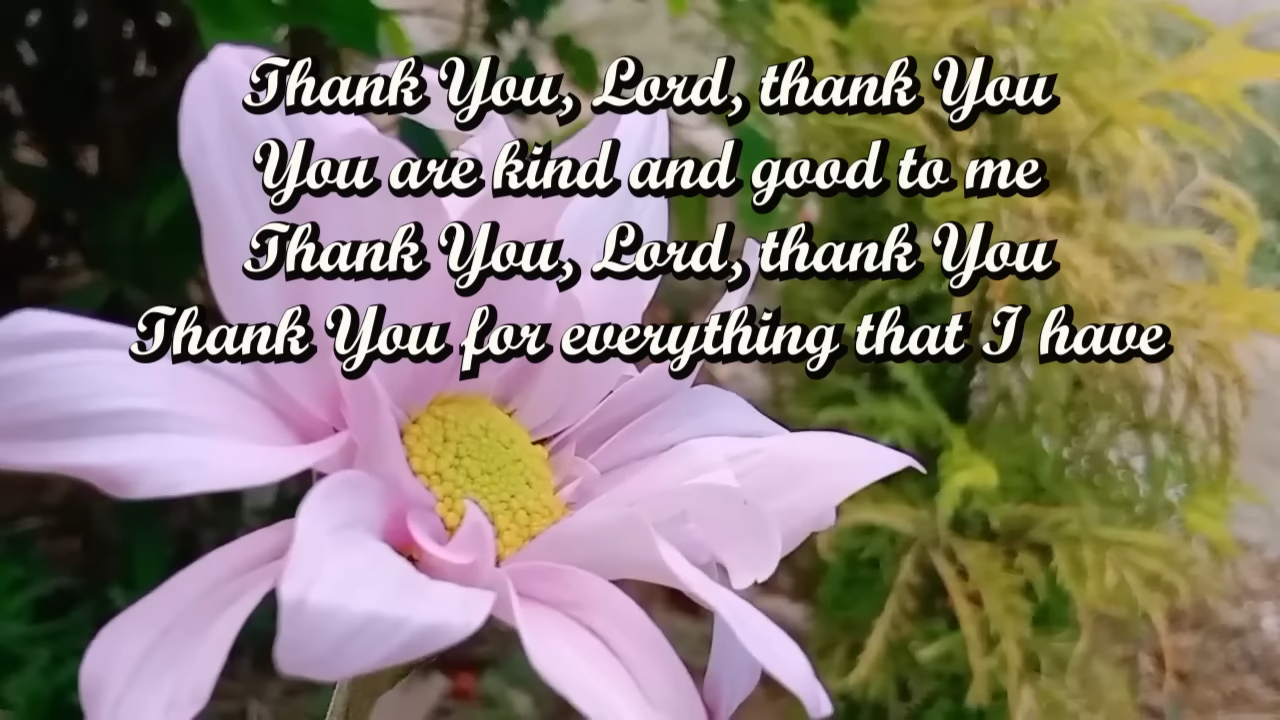 Thank You, Lord, thank You
You are kind and good to me
Thank You, Lord, thank You
Thank You for everything that I have